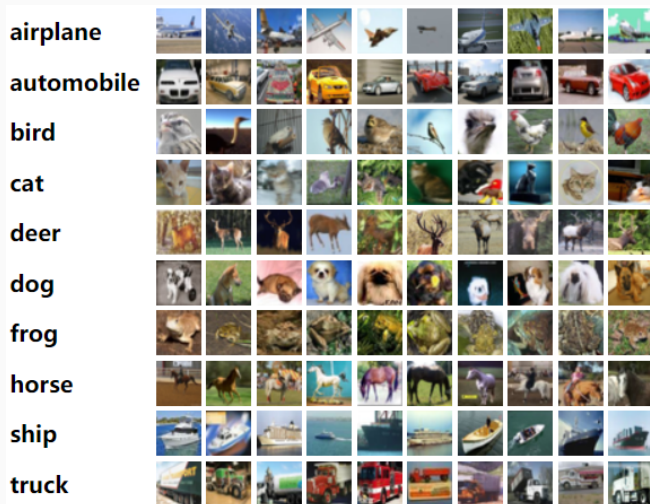 airplane
automobile
bird
cat
deer
dog
frog
horse
ship
truck